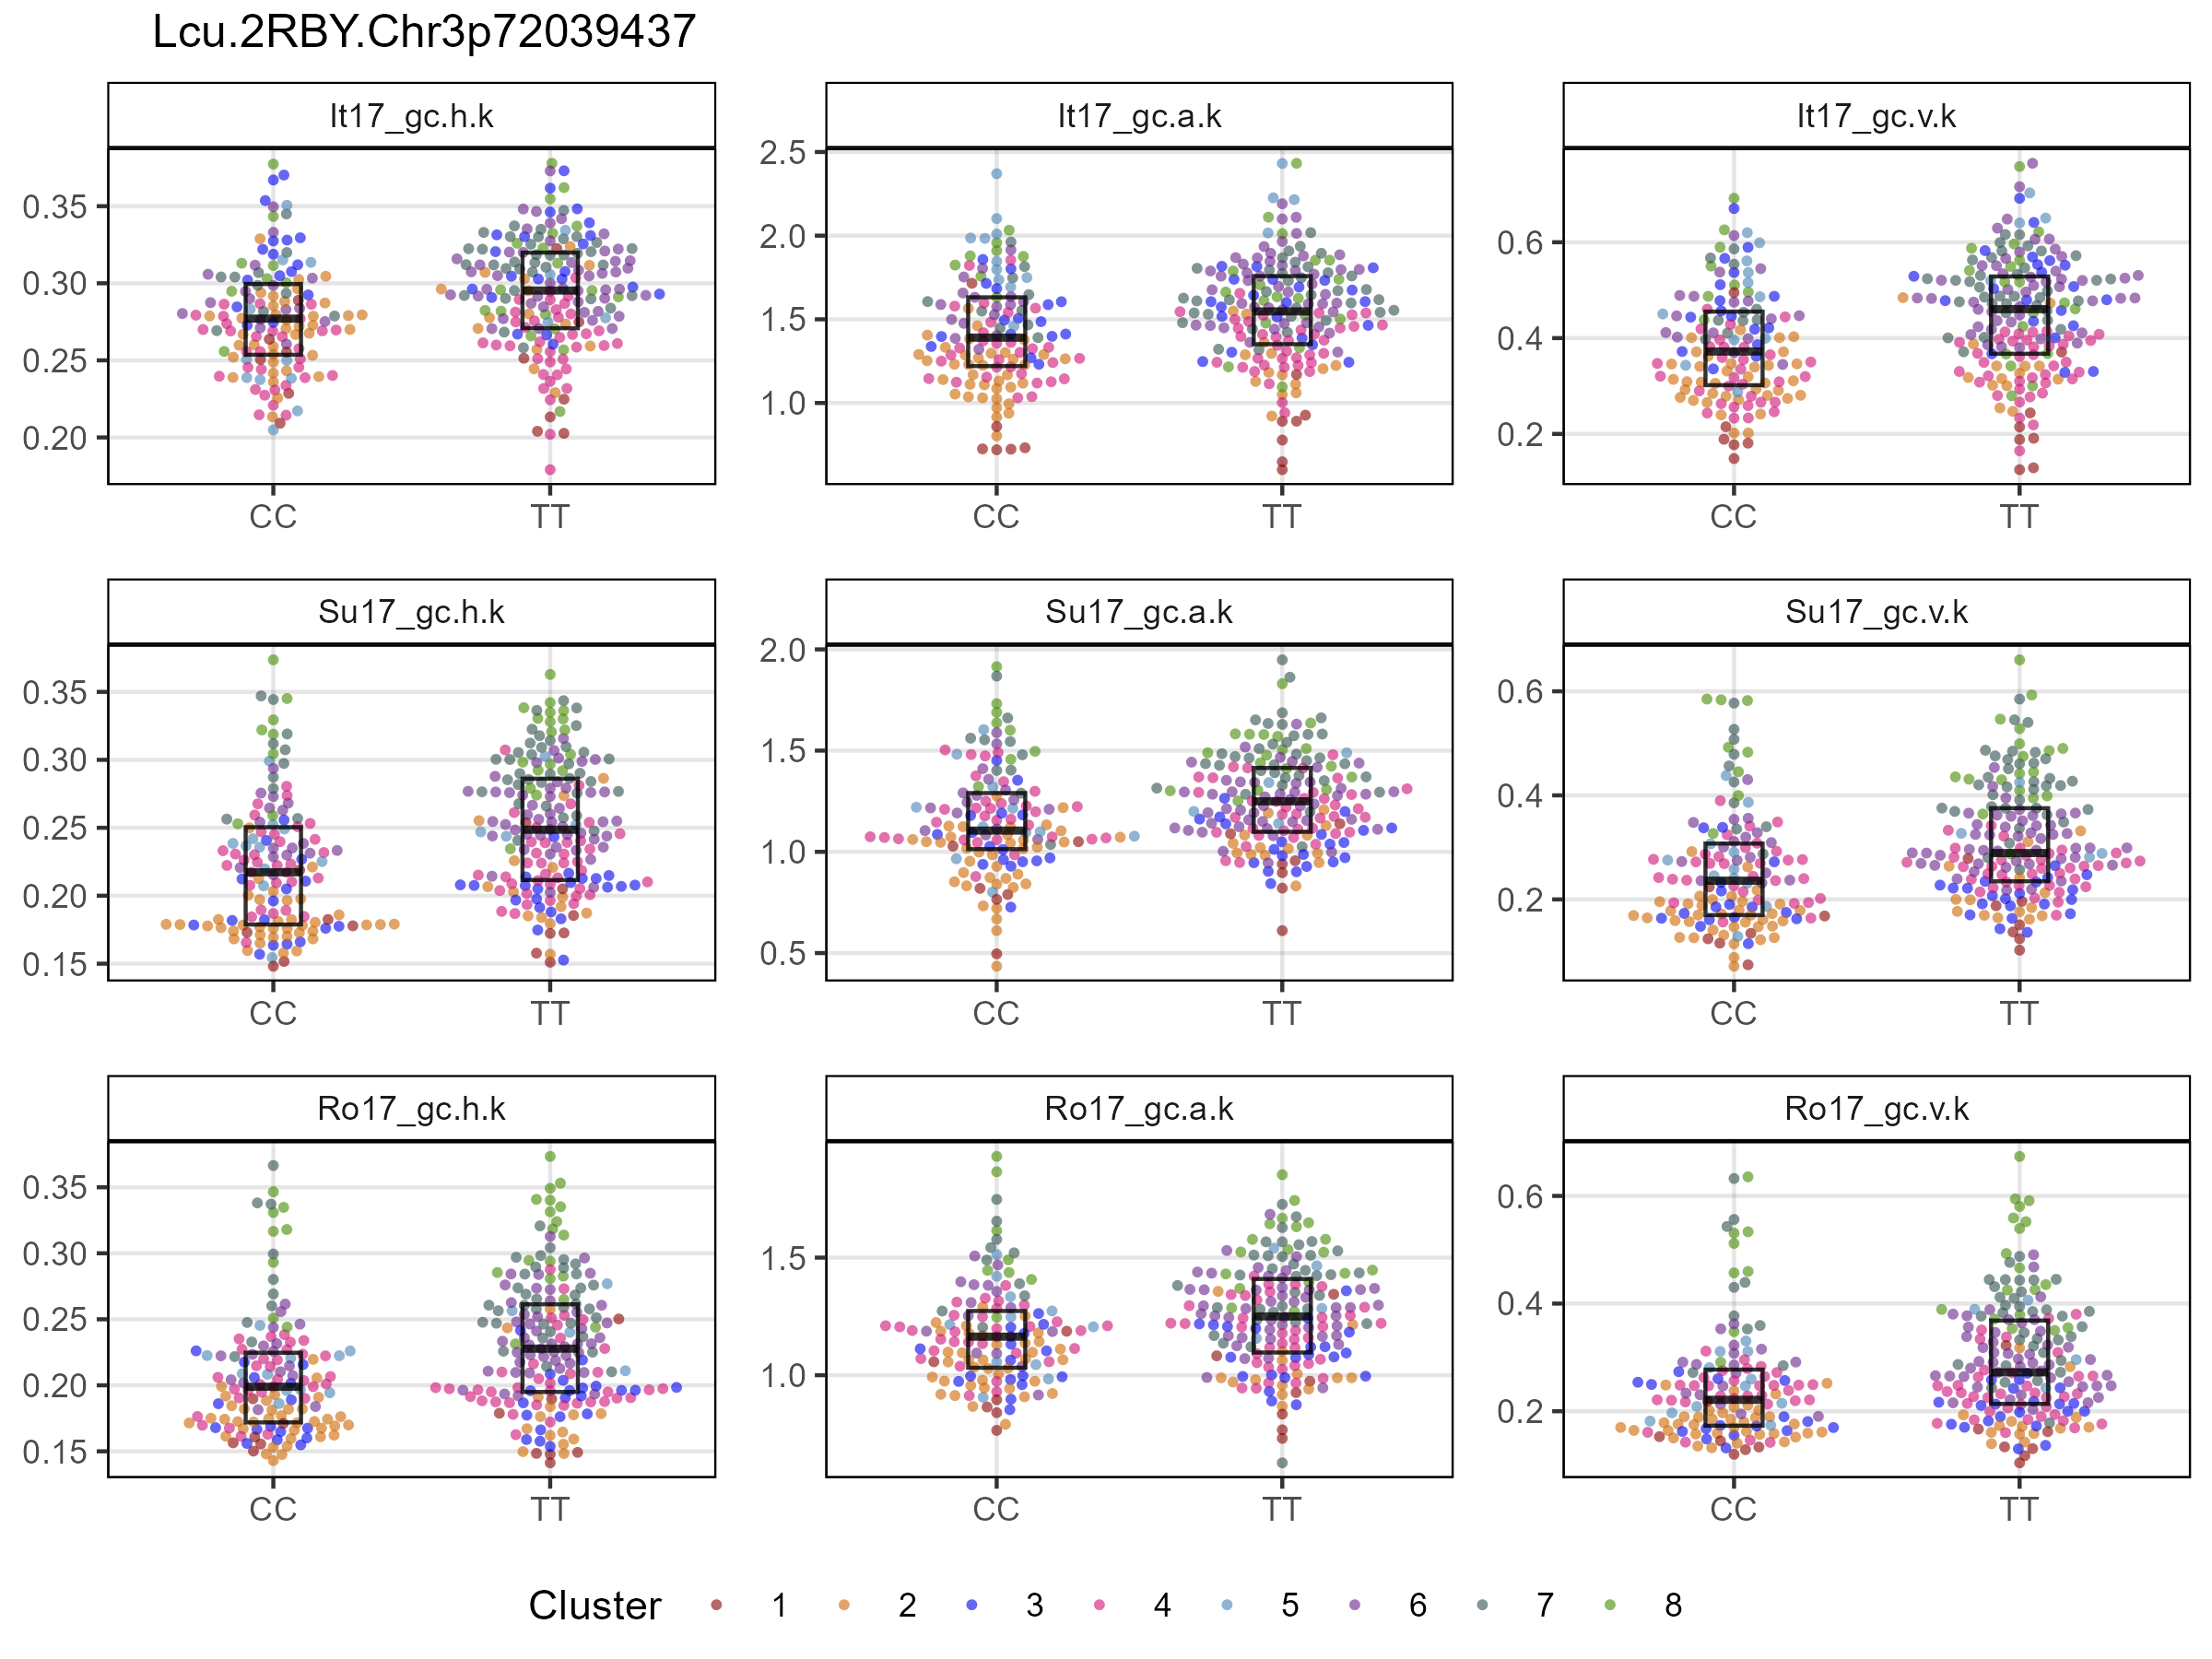 Lcu.2RBY.Chr3p72039437
It17_gc.h.k
0.35
0.30
0.25
0.20
CC TT
It17_gc.a.k
2.5
2.0
1.5
1.0
CC TT
It17_gc.v.k
0.6
0.4
0.2
CC TT
Su17_gc.h.k
0.35
0.30
0.25
0.20
0.15
CC TT
Su17_gc.a.k
2.0
1.5
1.0
0.5
CC TT
Su17_gc.v.k
0.6
0.4
0.2
CC TT
Ro17_gc.h.k
0.35
0.30
0.25
0.20
0.15
CC TT
Ro17_gc.a.k
1.5
1.0
CC TT
Ro17_gc.v.k
0.6
0.4
0.2
CC TT
Cluster 1 2 3 4 5 6 7 8